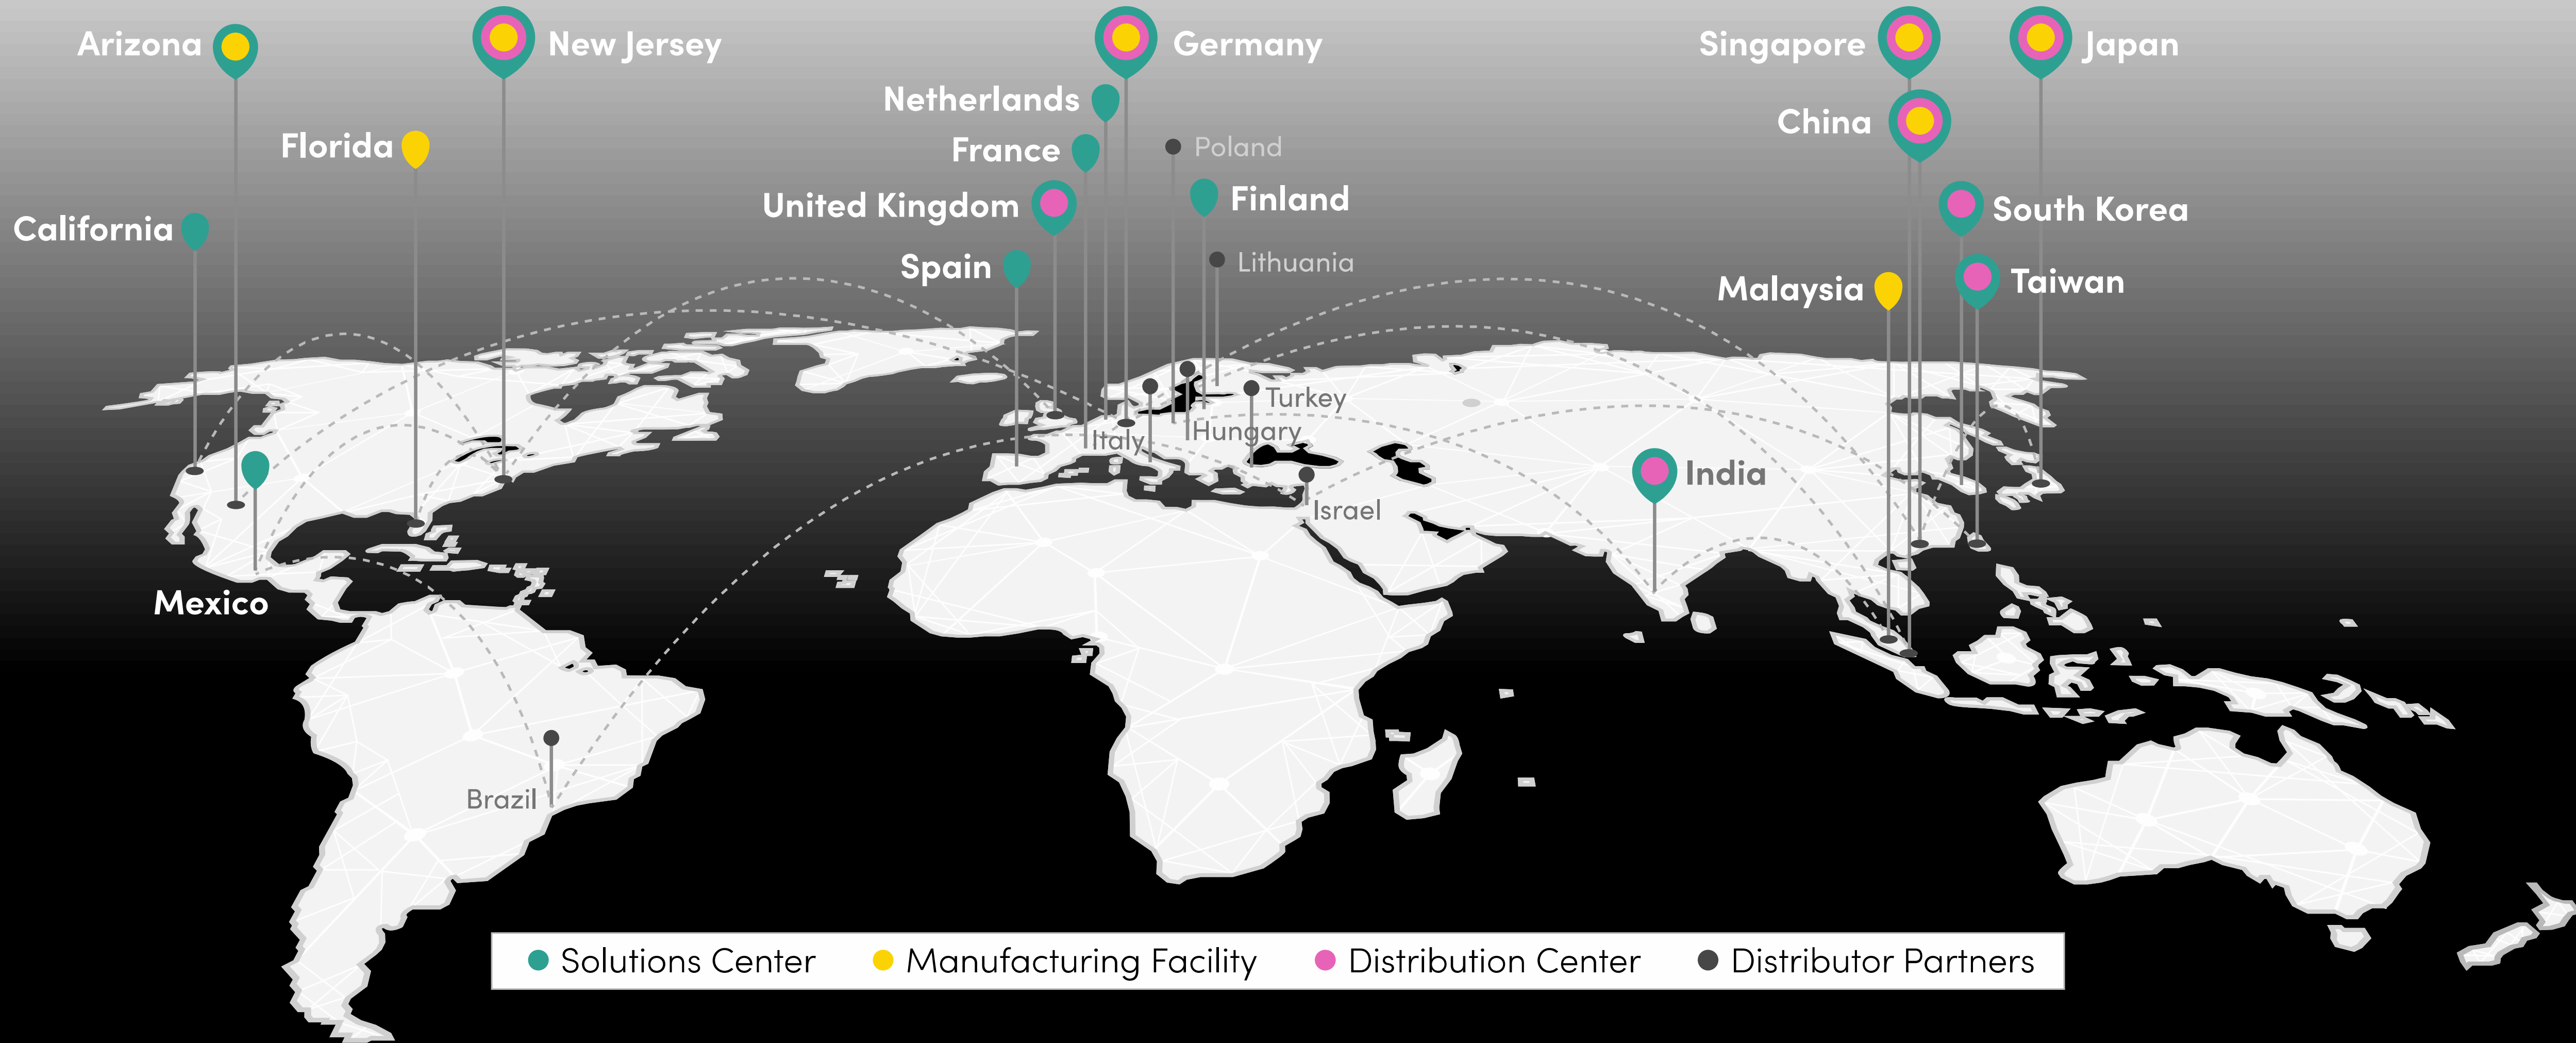 Arizona
New Jersey
Germany
Singapore
Japan
Netherlands
China
Florida
France
Poland
United Kingdom
Finland
South Korea
California
Spain
Lithuania
Malaysia
Taiwan
Turkey
Italy
Hungary
India
Israel
Mexico
Brazil
Solutions Center
Manufacturing Facility
Distribution Center
Distributor Partners